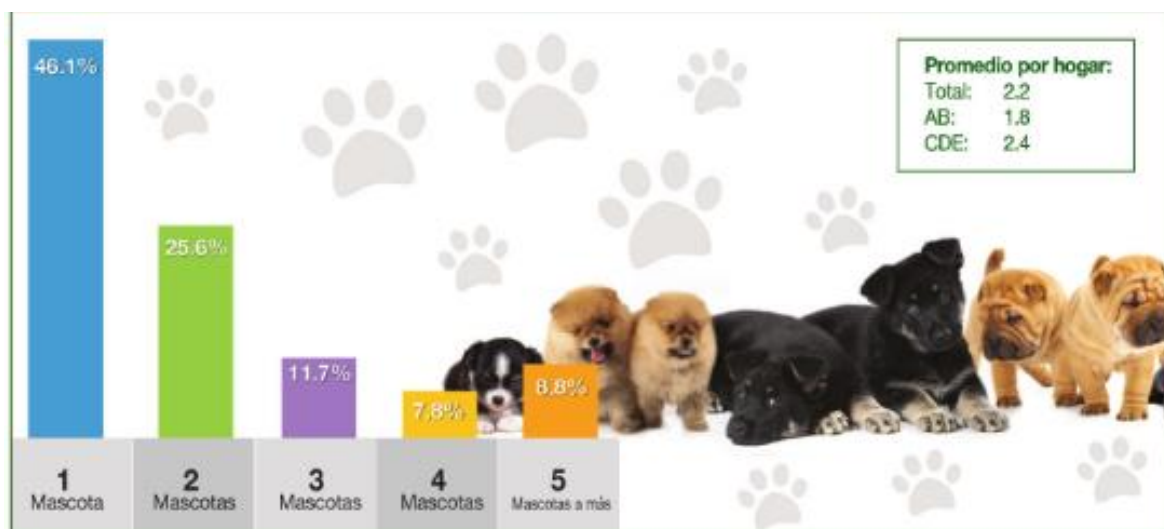 46.1%
25.6%
11.7%
7.8%
8.8%
1
Mascota
2
Mascotas
3
Mascotas
4
Mascotas
5
Mascotas a más
Promedio por hogar:
Total: 2.2
AB: 1.8
CDE: 2.4